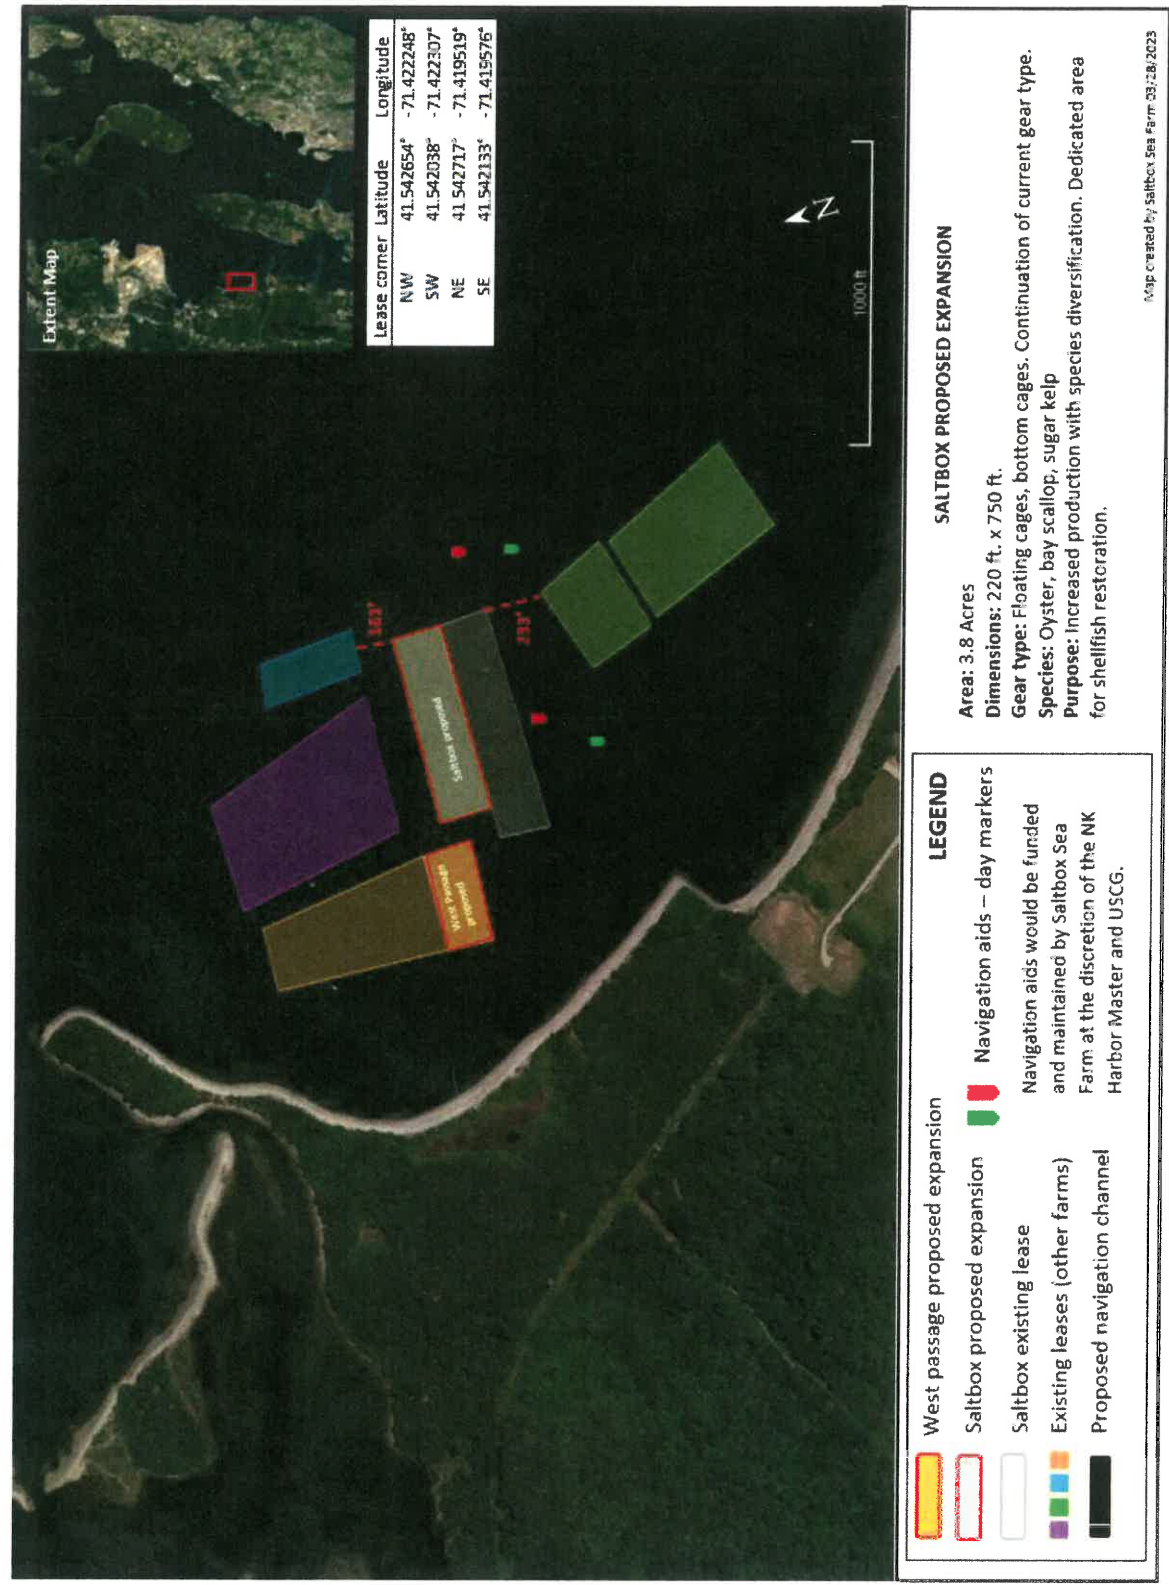 Extent Map
Lease corner Latitude Longitude
NW 41.542654° -71.422248°
SW 41.542038° -71.422307°
NE 41.542717° -71.419519°
SE 41.542133° -71.419576°
163'
233'
Saltbox proposed
West Passage
proposed
1000 ft
N
LEGEND
West passage proposed expansion
Saltbox proposed expansion
Saltbox existing lease
Existing leases (other farms)
Proposed navigation channel
Navigation aids – day markers
Navigation aids would be funded
and maintained by Saltbox Sea
Farm at the discretion of the NK
Harbor Master and USCG.
SALTBOX PROPOSED EXPANSION
Area: 3.8 Acres
Dimensions: 220 ft. x 750 ft.
Gear type: Floating cages, bottom cages. Continuation of current gear type.
Species: Oyster, bay scallop, sugar kelp
Purpose: Increased production with species diversification. Dedicated area
for shellfish restoration.
Map created by Saltbox Sea Farm 03/28/2023